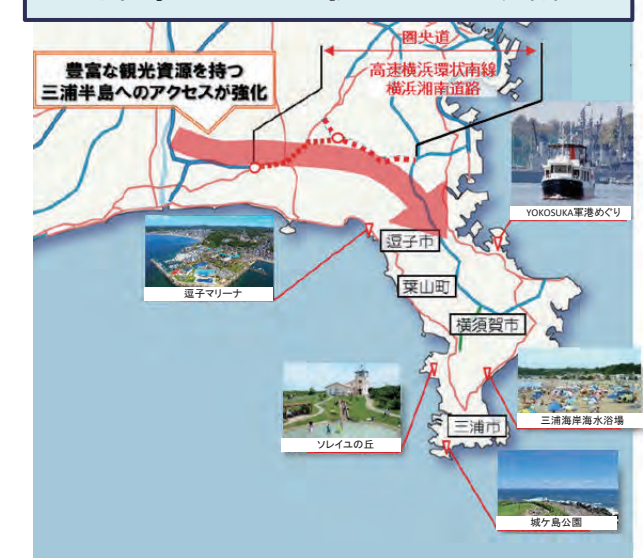 圏央道
高速横浜環状南線
横浜湘南道路
豊富な観光資源を持つ
三浦半島へのアクセスが強化
YOKOSUKA軍港めぐり
逗子市
逗子マリーナ
葉山町
横須賀市
三浦海岸海水浴場
三浦市
ソレイユの丘
城ケ島公園